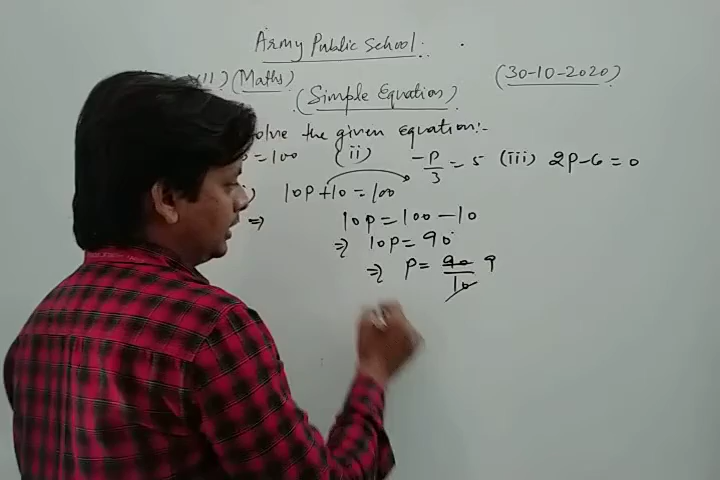 Army Public School:
VII) (Maths) (30-10-2020)
(Simple Equation)
olve the given equation:-
= 100 (ii) -P/3 = 5 (iii) 2P-6=0
) 10P+10=100
⇒ 10P=100-10
⇒ 10P= 90
⇒ P= 90/10 9